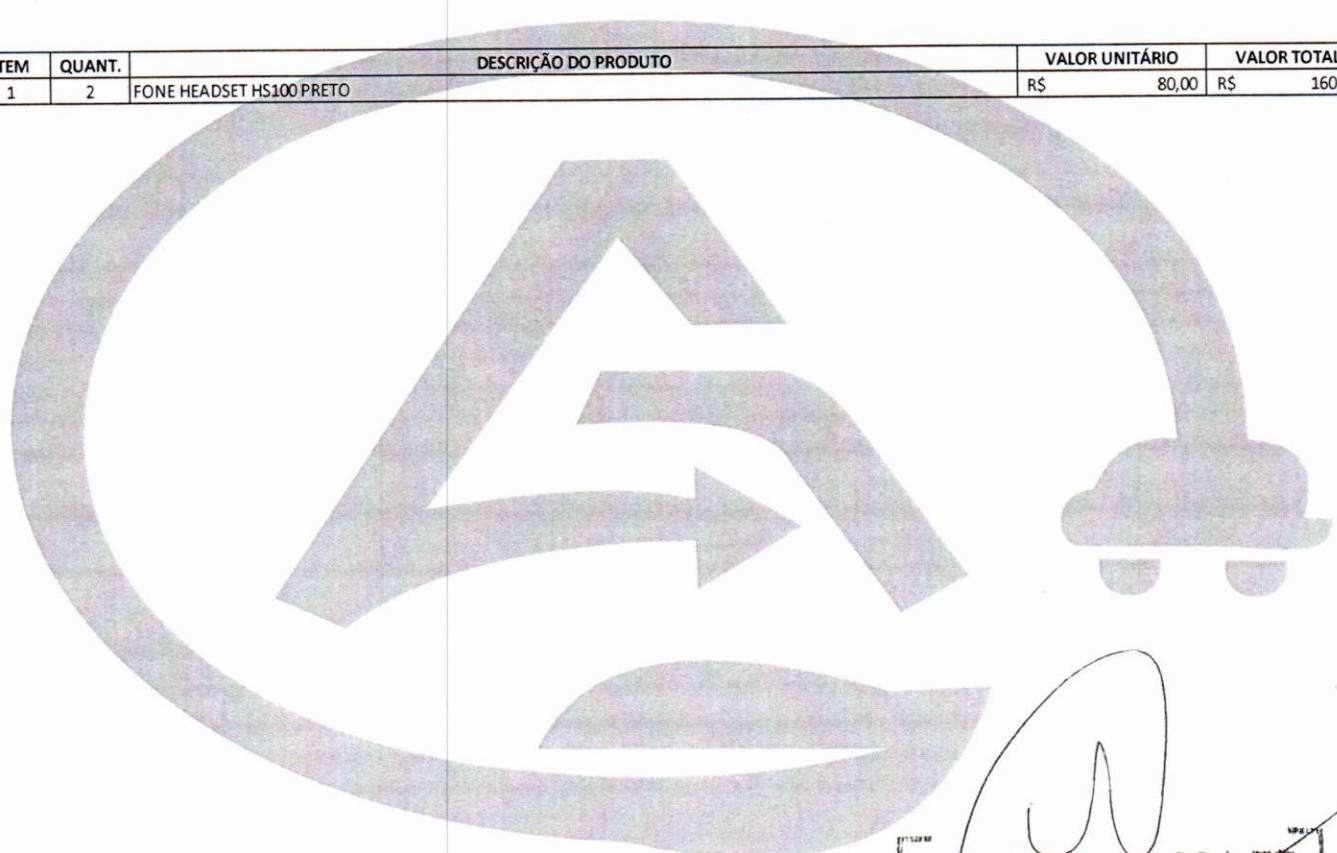 TEM QUANT. DESCRIÇÃO DO PRODUTO VALOR UNITÁRIO VALOR TOTAL
1 2 FONE HEADSET HS100 PRETO R$ 80,00 R$ 160